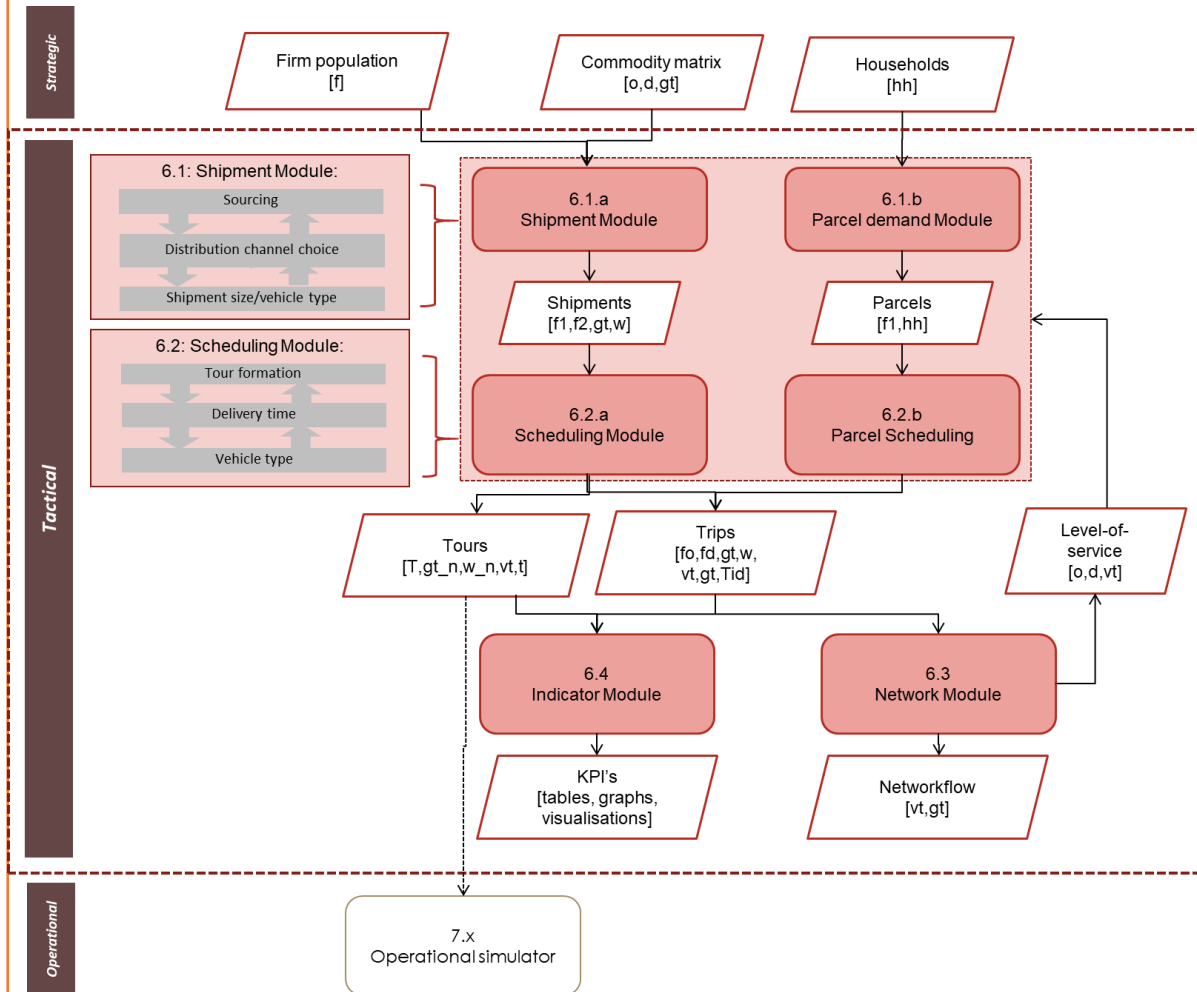 Strategic
Firm population
[f]
Commodity matrix
[o,d,gt]
Households
[hh]
Tactical
6.1: Shipment Module:
Sourcing
Distribution channel choice
Shipment size/vehicle type
6.2: Scheduling Module:
Tour formation
Delivery time
Vehicle type
6.1.a
Shipment Module
6.1.b
Parcel demand Module
Shipments
[f1,f2,gt,w]
Parcels
[f1,hh]
6.2.a
Scheduling Module
6.2.b
Parcel Scheduling
Tours
[T,gt_n,w_n,vt,t]
Trips
[fo,fd,gt,w,
vt,gt,Tid]
Level-of-
service
[o,d,vt]
6.4
Indicator Module
6.3
Network Module
KPI's
[tables, graphs,
visualisations]
Networkflow
[vt,gt]
Operational
7.x
Operational simulator